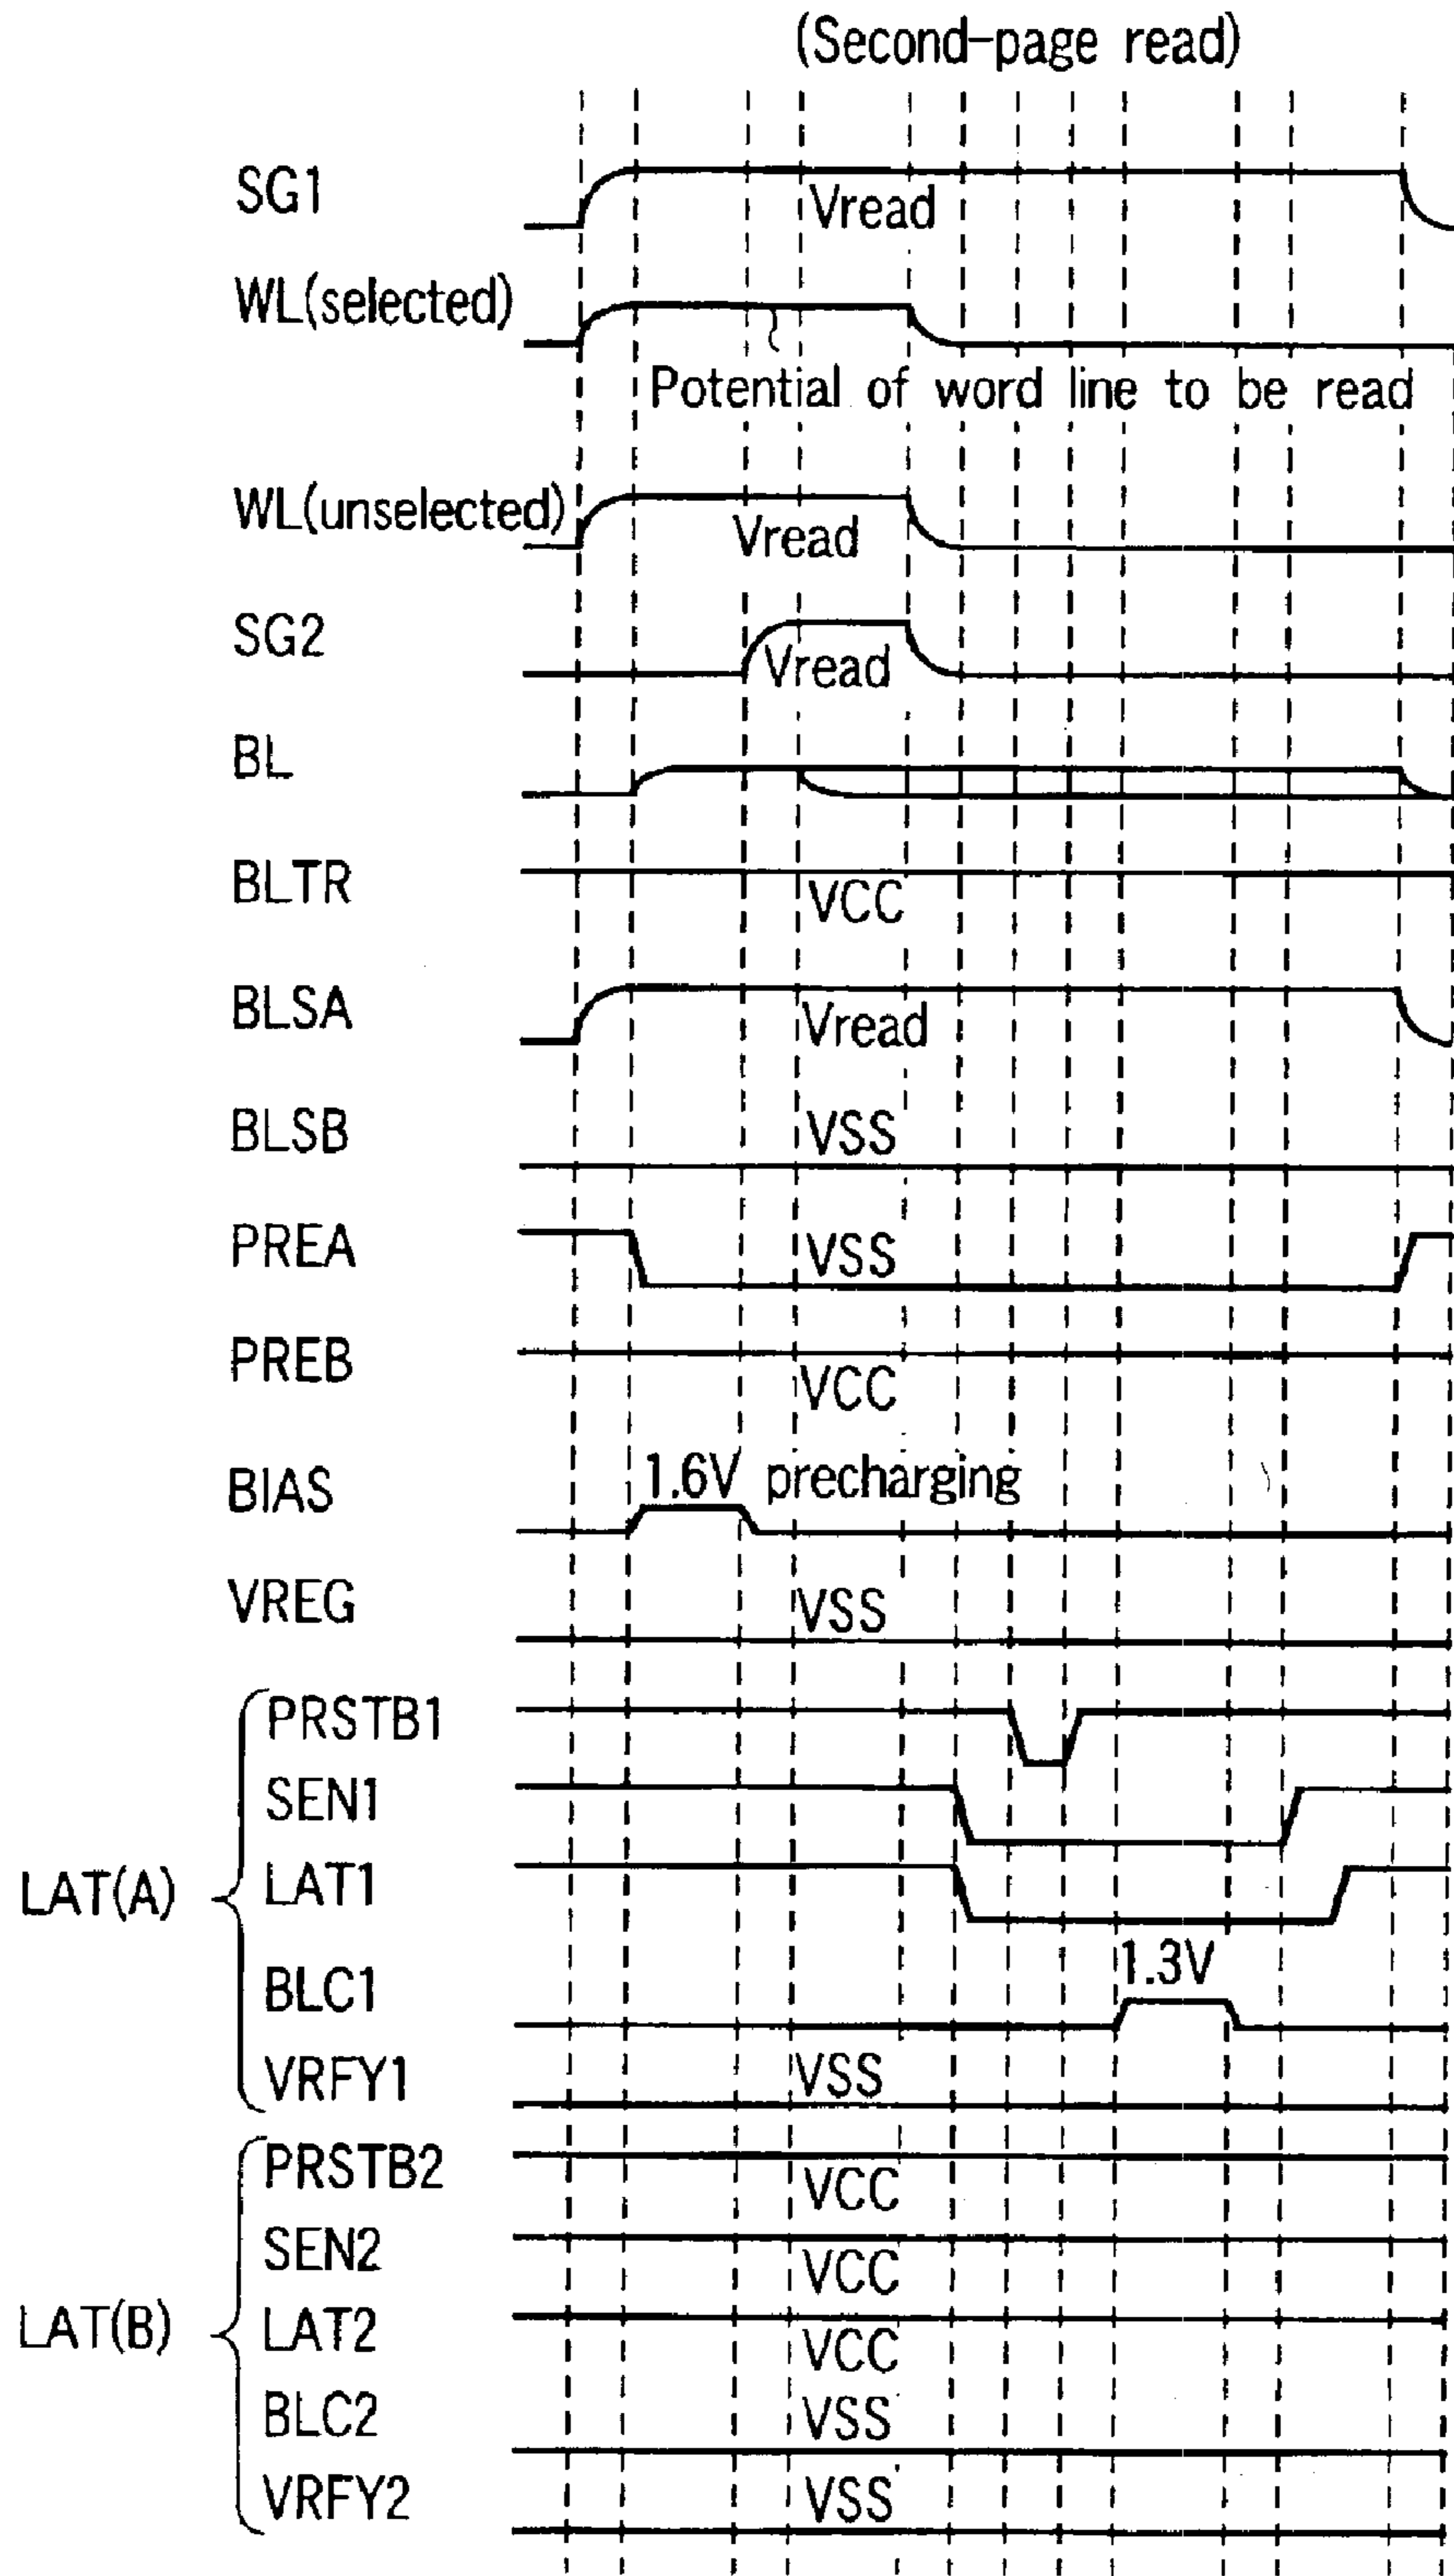 (Second-page read)
SG1
Vread
WL(selected)
Potential of word line to be read
WL(unselected)
Vread
SG2
Vread
BL
BLTR
VCC
BLSA
Vread
BLSB
VSS
PREA
VSS
PREB
VCC
BIAS
1.6V precharging
VREG
VSS
LAT(A)
PRSTB1
SEN1
LAT1
BLC1
1.3V
VRFY1
VSS
LAT(B)
PRSTB2
VCC
SEN2
VCC
LAT2
VCC
BLC2
VSS
VRFY2
VSS